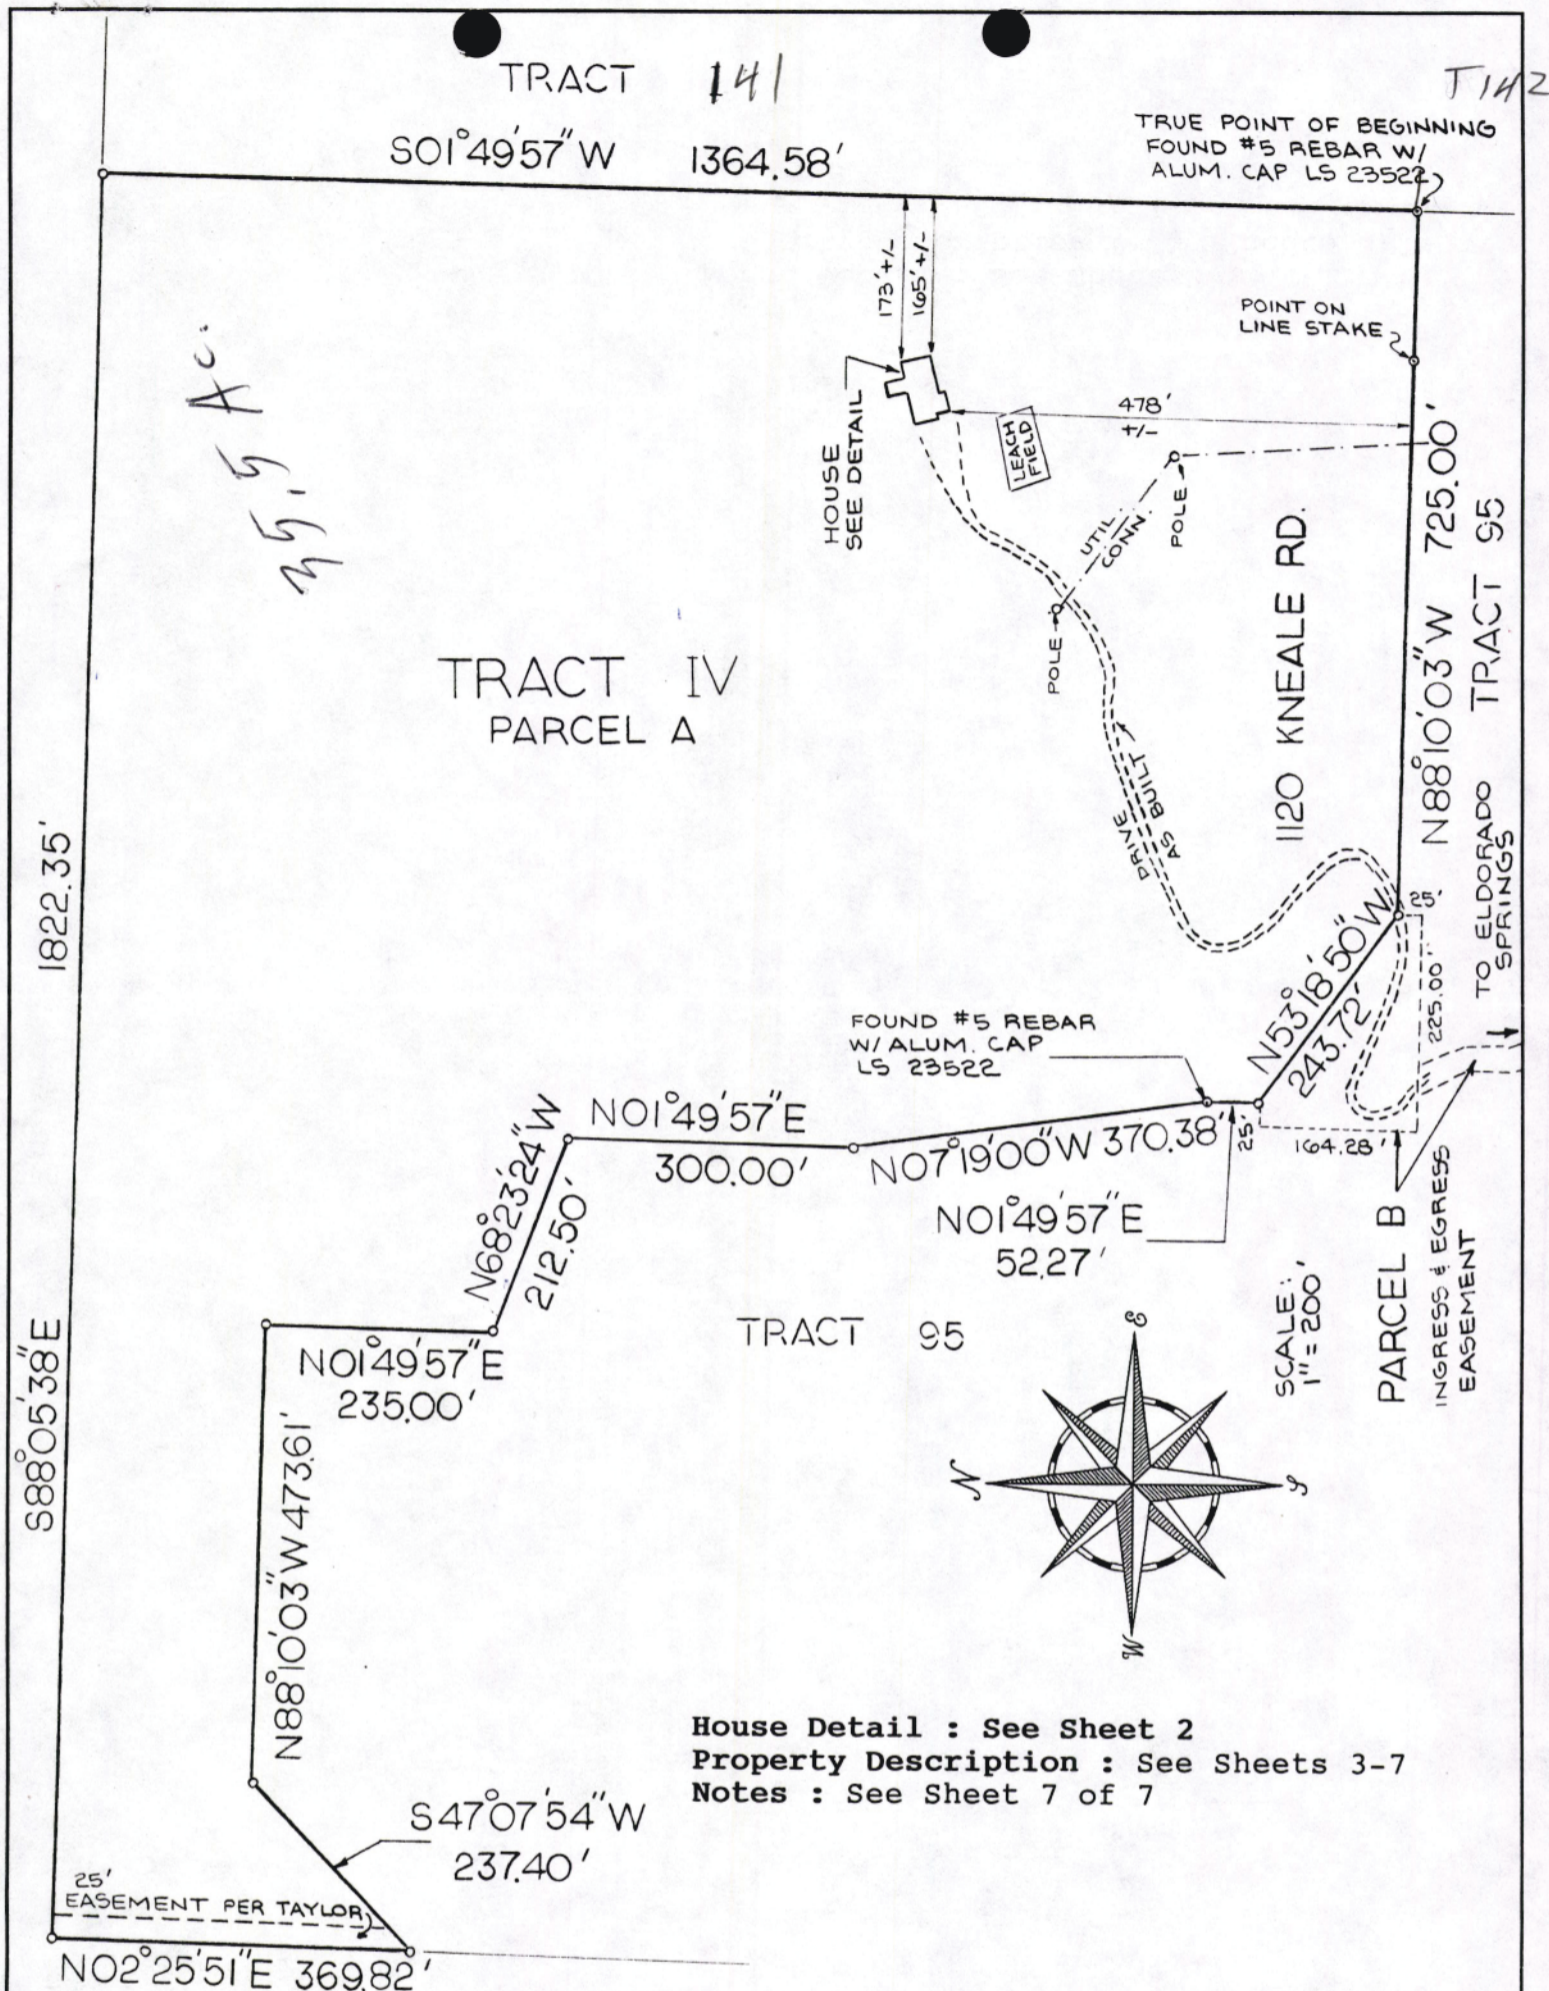 TRACT 141
T 142
S01°49'57"W 1364.58'
TRUE POINT OF BEGINNING
FOUND #5 REBAR W/
ALUM. CAP LS 23522
173'+/-
165'+/-
POINT ON
LINE STAKE
35.5 Ac.
HOUSE
SEE DETAIL
LEACH
FIELD
478'
+/-
UTIL
CONN.
POLE
POLE
1120 KNEALE RD
N88°10'03"W 725.00'
TRACT 95
TRACT IV
PARCEL A
DRIVE
AS BUILT
TO ELDORADO
SPRINGS
1822.35'
S88°05'38"E
25'
225.00'
N53°18'50"W
243.72'
FOUND #5 REBAR
W/ ALUM. CAP
LS 23522
N01°49'57"E
300.00'
N07°19'00"W 370.38'
25'
164.28'
N68°23'24"W
212.50'
N01°49'57"E
52.27'
PARCEL B
INGRESS & EGRESS
EASEMENT
SCALE:
1"=200'
TRACT 95
N01°49'57"E
235.00'
E
N
S
W
N88°10'03"W 473.61'
House Detail : See Sheet 2
Property Description : See Sheets 3-7
Notes : See Sheet 7 of 7
S47°07'54"W
237.40'
25'
EASEMENT PER TAYLOR
N02°25'51"E 369.82'